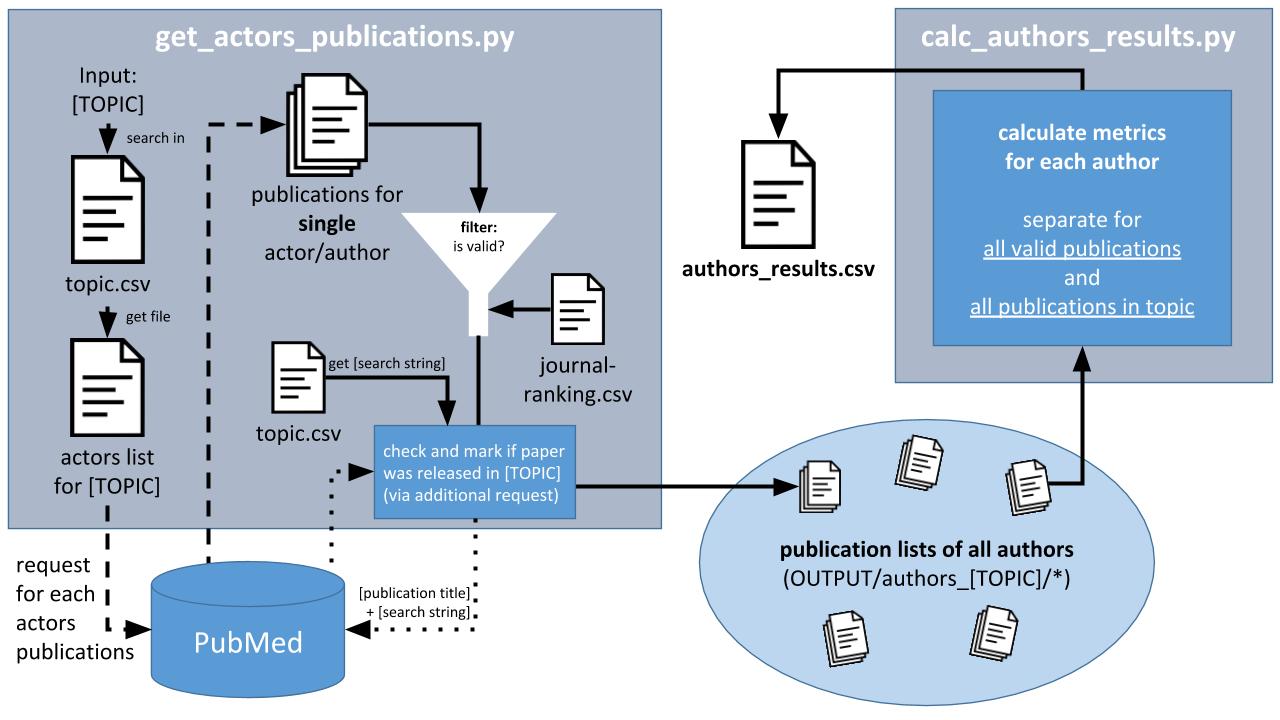 get_actors_publications.py
Input:
[TOPIC]
search in
topic.csv
get file
actors list
for [TOPIC]
request
for each
actors
publications
PubMed
publications for
single
actor/author
filter:
is valid?
journal-
ranking.csv
get [search string]
topic.csv
check and mark if paper
was released in [TOPIC]
(via additional request)
[publication title]
+ [search string]
publication lists of all authors
(OUTPUT/authors_[TOPIC]/*)
calc_authors_results.py
calculate metrics
for each author
separate for
all valid publications
and
all publications in topic
authors_results.csv